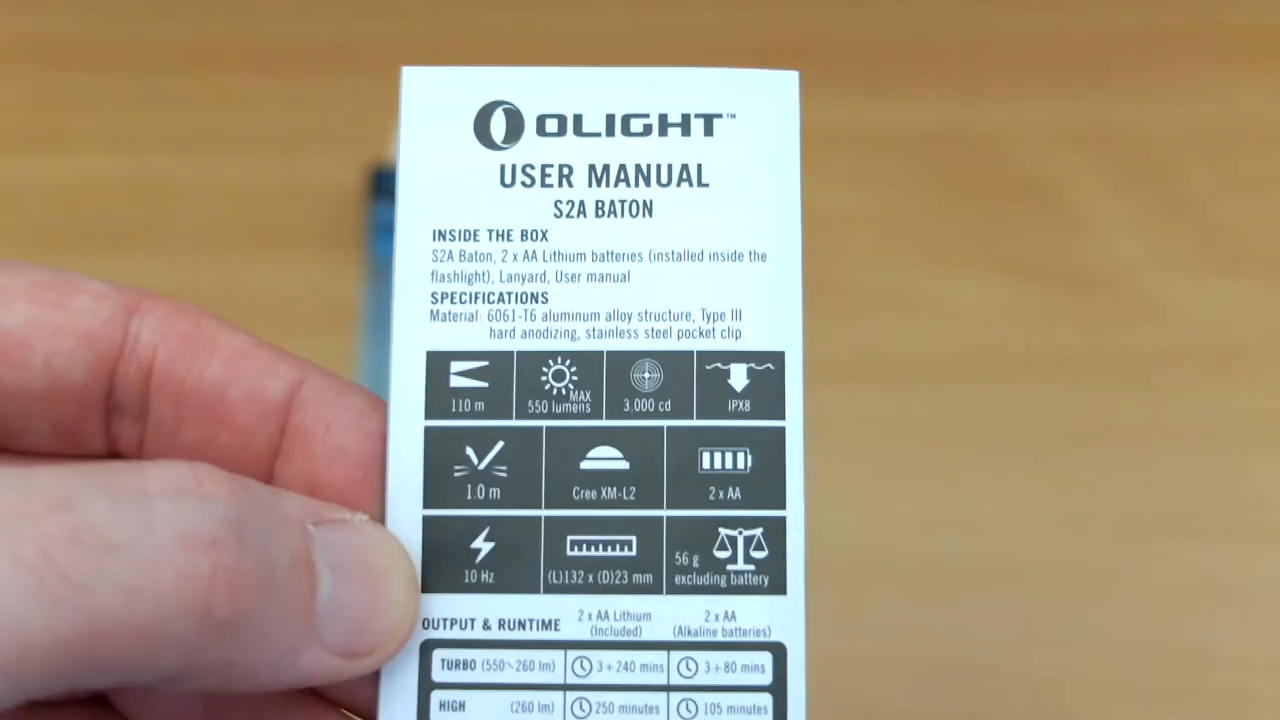 OLIGHT™
USER MANUAL
S2A BATON
INSIDE THE BOX
S2A Baton, 2 x AA Lithium batteries (installed inside the
flashlight), Lanyard, User manual
SPECIFICATIONS
Material: 6061-T6 aluminum alloy structure, Type III
hard anodizing, stainless steel pocket clip
110 m
MAX
550 lumens
3,000 cd
IPX8
1.0 m
Cree XM-L2
2 x AA
10 Hz
(L)132 x (D)23 mm
56 g
excluding battery
OUTPUT & RUNTIME
2 x AA Lithium
(Included)
2 x AA
(Alkaline batteries)
TURBO (550~260 lm) 3+240 mins 3+80 mins
HIGH (260 lm) 250 minutes 105 minutes